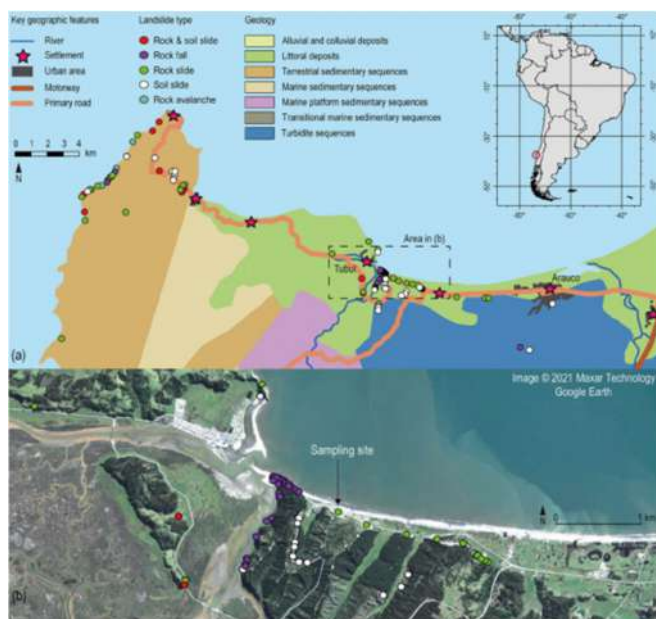 Key geographic features
River
Settlement
Urban area
Motorway
Primary road
Landslide type
Rock & soil slide
Rock fall
Rock slide
Soil slide
Rock avalanche
Geology
Alluvial and colluvial deposits
Littoral deposits
Terrestrial sedimentary sequences
Marine sedimentary sequences
Marine platform sedimentary sequences
Transitional marine sedimentary sequences
Turbidite sequences
0 1 2 3 4
km
N
Area in (b)
Tubul
Arauco
(a)
Image © 2021 Maxar Technology
Google Earth
Sampling site
N
0
1
km
(b)